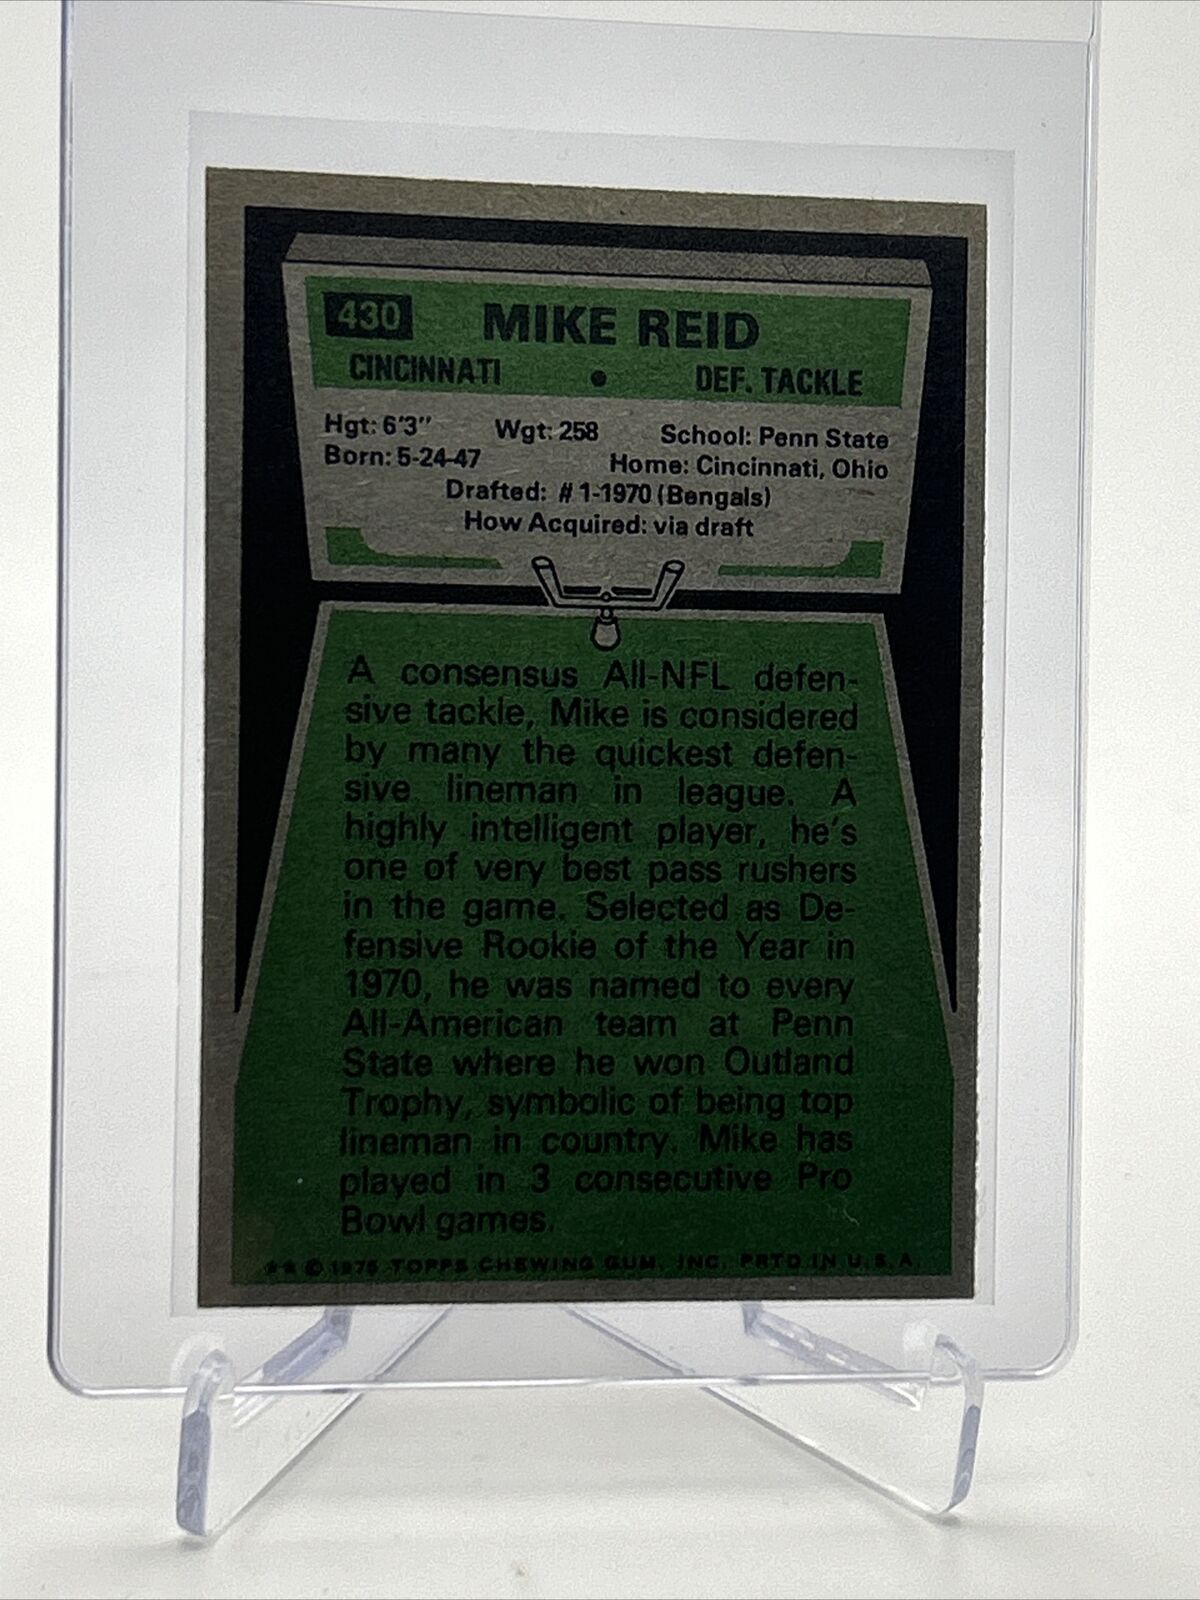 430 MIKE REID
CINCINNATI • DEF. TACKLE
Hgt: 6'3" Wgt: 258 School: Penn State
Born: 5-24-47 Home: Cincinnati, Ohio
Drafted: #1-1970 (Bengals)
How Acquired: via draft
A consensus All-NFL defen-
sive tackle, Mike is considered
by many the quickest defen-
sive lineman in league. A
highly intelligent player, he's
one of very best pass rushers
in the game. Selected as De-
fensive Rookie of the Year in
1970, he was named to every
All-American team at Penn
State where he won Outland
Trophy, symbolic of being top
lineman in country. Mike has
played in 3 consecutive Pro
Bowl games.
** © 1975 TOPPS CHEWING GUM, INC. PRTD IN U.S.A.